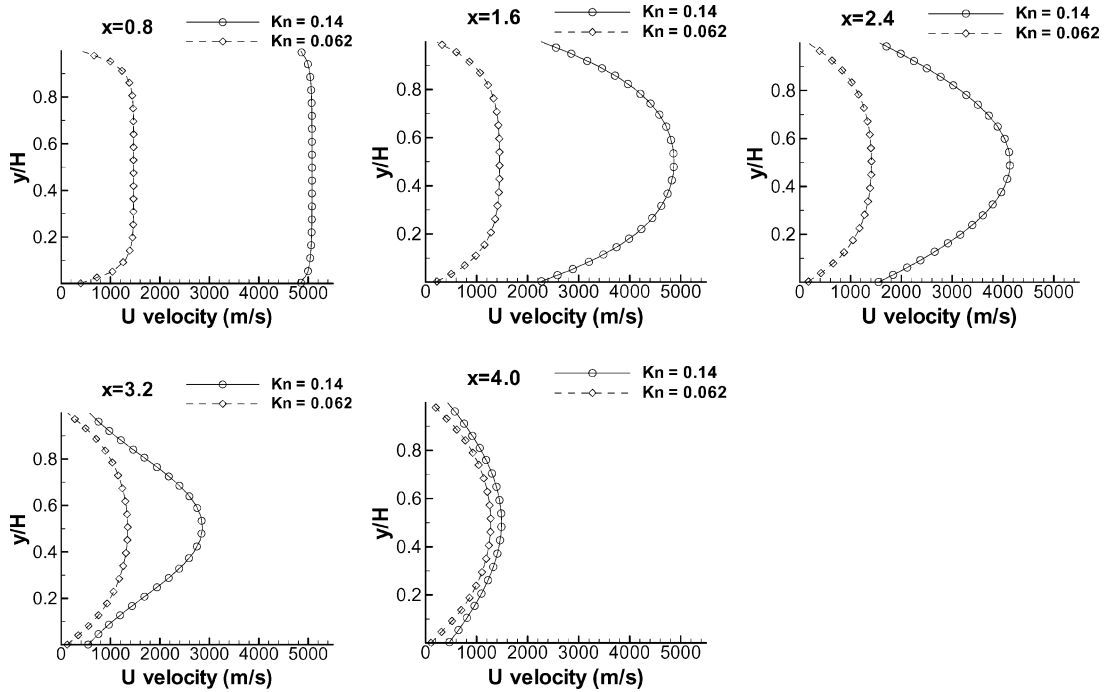 x=0.8
Kn = 0.14
Kn = 0.062
y/H
0.8
0.6
0.4
0.2
0 1000 2000 3000 4000 5000
U velocity (m/s)
x=1.6
Kn = 0.14
Kn = 0.062
y/H
0.8
0.6
0.4
0.2
0 1000 2000 3000 4000 5000
U velocity (m/s)
x=2.4
Kn = 0.14
Kn = 0.062
y/H
0.8
0.6
0.4
0.2
0 1000 2000 3000 4000 5000
U velocity (m/s)
x=3.2
Kn = 0.14
Kn = 0.062
y/H
0.8
0.6
0.4
0.2
0 1000 2000 3000 4000 5000
U velocity (m/s)
x=4.0
Kn = 0.14
Kn = 0.062
y/H
0.8
0.6
0.4
0.2
0 1000 2000 3000 4000 5000
U velocity (m/s)